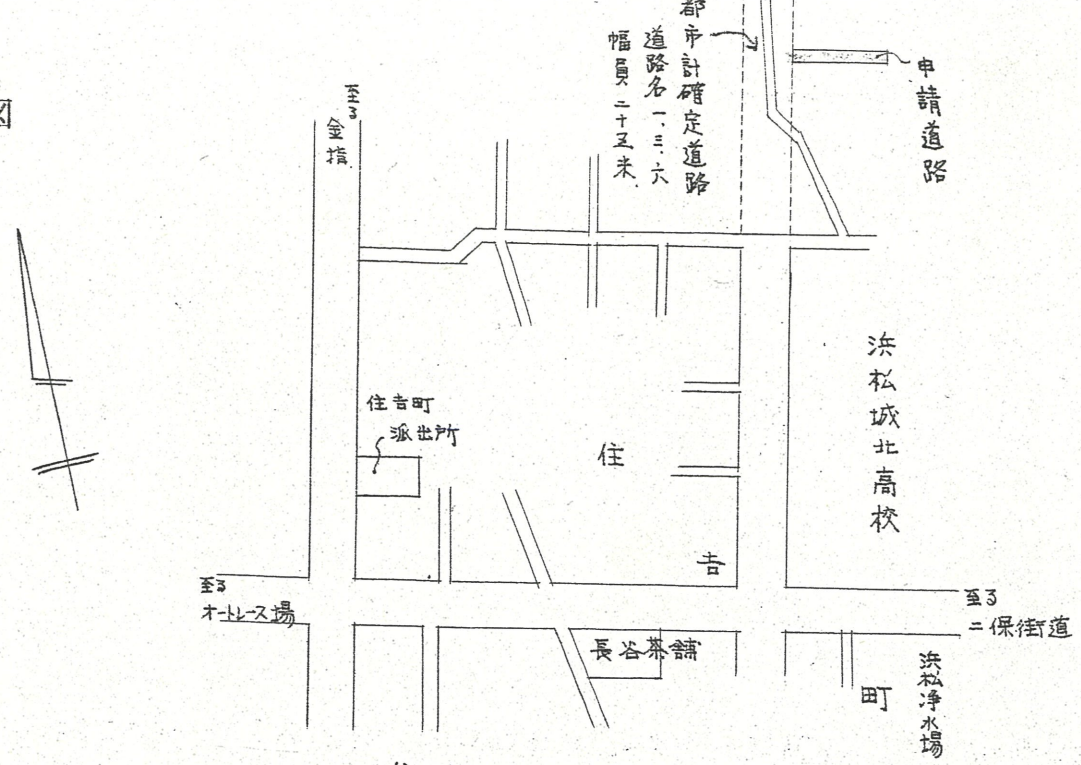 図
都市計確定道路
道路名一、三、六
幅員二十五米.
申請道路
至る
金指
浜松城北高校
住吉町
派出所
住
吉
町
至る
オートレース場
至る
二俣街道
長谷茶舗
浜松浄水場